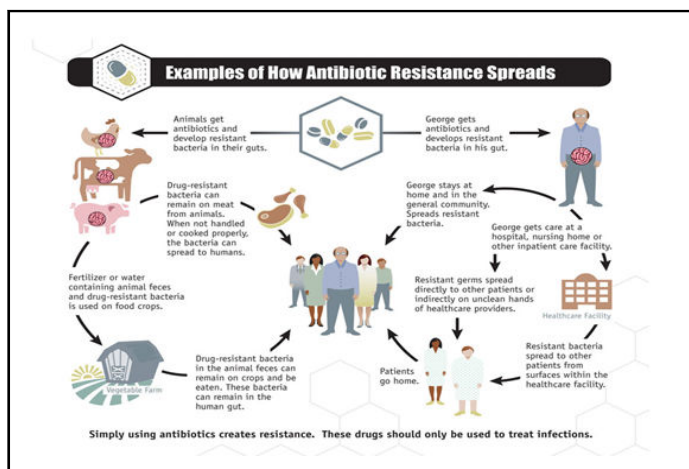 Examples of How Antibiotic Resistance Spreads
Animals get
antibiotics and
develop resistant
bacteria in their guts.
George gets
antibiotics and
develops resistant
bacteria in his gut.
Drug-resistant
bacteria can
remain on meat
from animals.
When not handled
or cooked properly,
the bacteria can
spread to humans.
George stays at
home and in the
general community.
Spreads resistant
bacteria.
George gets care at a
hospital, nursing home or
other inpatient care facility.
Fertilizer or water
containing animal feces
and drug-resistant bacteria
is used on food crops.
Resistant germs spread
directly to other patients or
indirectly on unclean hands
of healthcare providers.
Healthcare Facility
Vegetable Farm
Drug-resistant bacteria
in the animal feces can
remain on crops and be
eaten. These bacteria
can remain in the
human gut.
Patients
go home.
Resistant bacteria
spread to other
patients from
surfaces within the
healthcare facility.
Simply using antibiotics creates resistance. These drugs should only be used to treat infections.